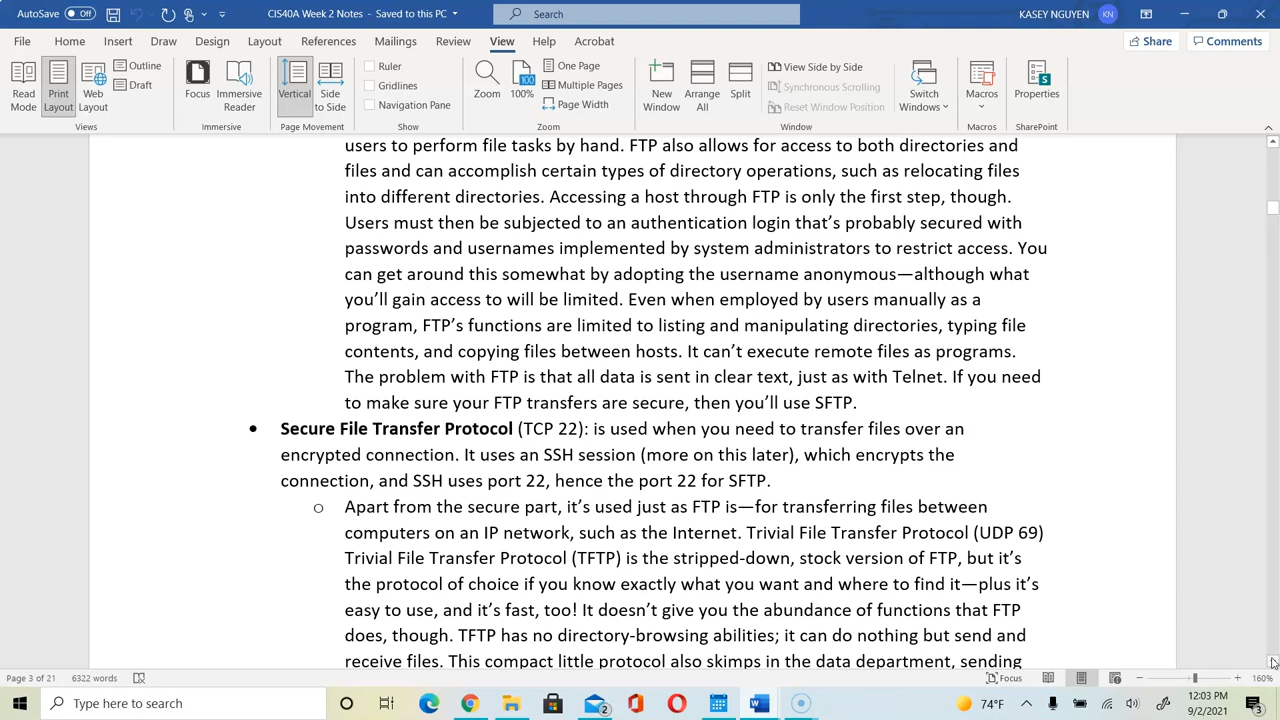 AutoSave Off CIS40A Week 2 Notes Search KASEY NGUYEN KN
File Home Insert Draw Design Layout References Mailings Review View Help Acrobat Share Comments
Read Mode
Print Layout
Web Layout
Outline
Draft
Views
Focus
Immersive Reader
Immersive
Vertical
Side to Side
Page Movement
Ruler
Gridlines
Navigation Pane
Show
Zoom
100
100%
One Page
Multiple Pages
Page Width
Zoom
New Window
Arrange All
Split
View Side by Side
Synchronous Scrolling
Reset Window Position
Window
Switch Windows
Macros
Macros
Properties
SharePoint
users to perform file tasks by hand. FTP also allows for access to both directories and
files and can accomplish certain types of directory operations, such as relocating files
into different directories. Accessing a host through FTP is only the first step, though.
Users must then be subjected to an authentication login that’s probably secured with
passwords and usernames implemented by system administrators to restrict access. You
can get around this somewhat by adopting the username anonymous—although what
you’ll gain access to will be limited. Even when employed by users manually as a
program, FTP’s functions are limited to listing and manipulating directories, typing file
contents, and copying files between hosts. It can’t execute remote files as programs.
The problem with FTP is that all data is sent in clear text, just as with Telnet. If you need
to make sure your FTP transfers are secure, then you’ll use SFTP.
• Secure File Transfer Protocol (TCP 22): is used when you need to transfer files over an
encrypted connection. It uses an SSH session (more on this later), which encrypts the
connection, and SSH uses port 22, hence the port 22 for SFTP.
o Apart from the secure part, it’s used just as FTP is—for transferring files between
computers on an IP network, such as the Internet. Trivial File Transfer Protocol (UDP 69)
Trivial File Transfer Protocol (TFTP) is the stripped-down, stock version of FTP, but it’s
the protocol of choice if you know exactly what you want and where to find it—plus it’s
easy to use, and it’s fast, too! It doesn’t give you the abundance of functions that FTP
does, though. TFTP has no directory-browsing abilities; it can do nothing but send and
receive files. This compact little protocol also skimps in the data department, sending
Page 3 of 21 6322 words Focus 160%
Type here to search 2 74°F 12:03 PM
9/2/2021 3